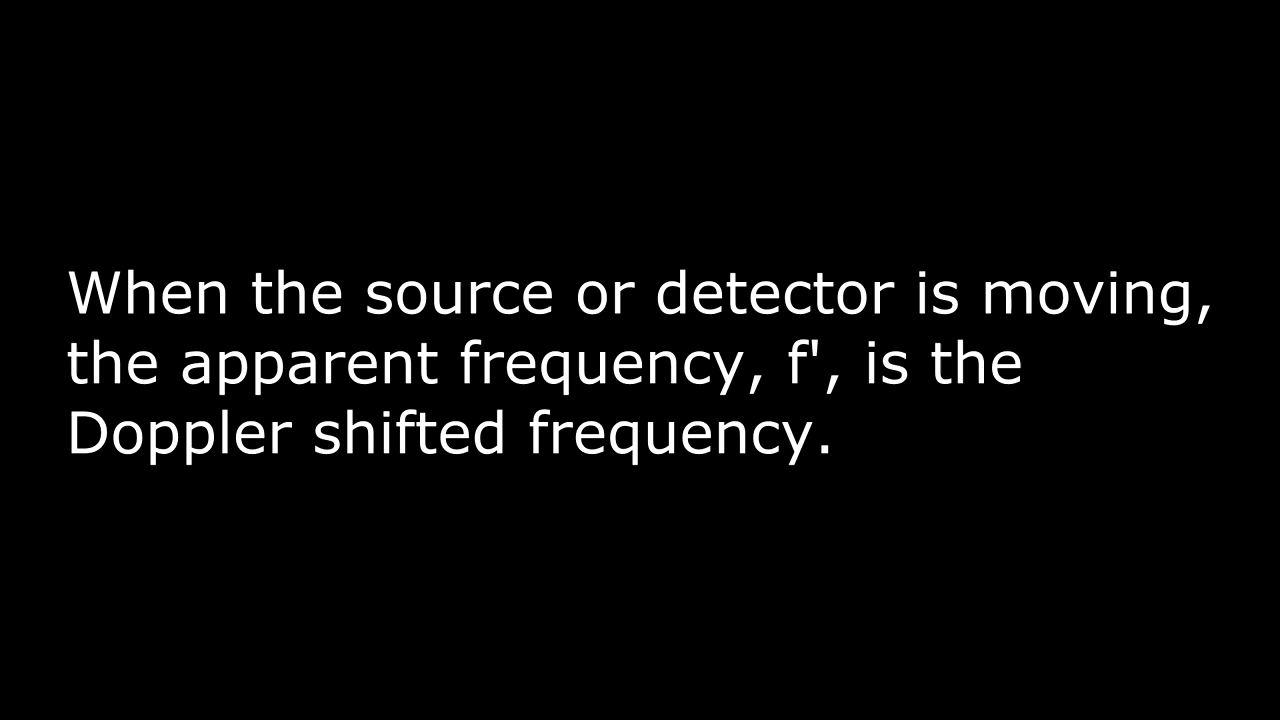 When the source or detector is moving,
the apparent frequency, f', is the
Doppler shifted frequency.